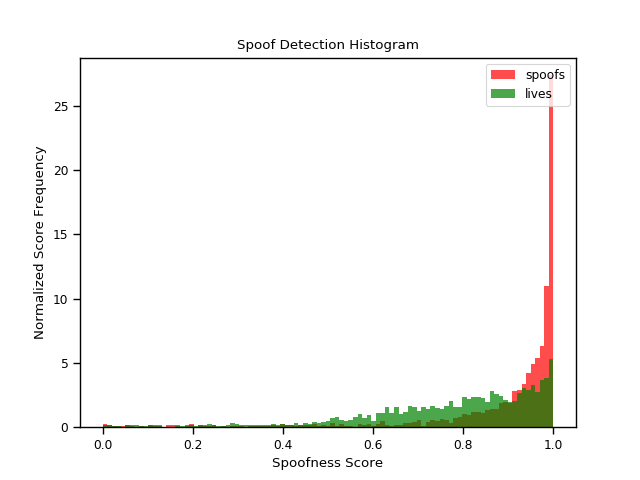 Spoof Detection Histogram
spoofs
lives
Normalized Score Frequency
25
20
15
10
5
0
0.0 0.2 0.4 0.6 0.8 1.0
Spoofness Score